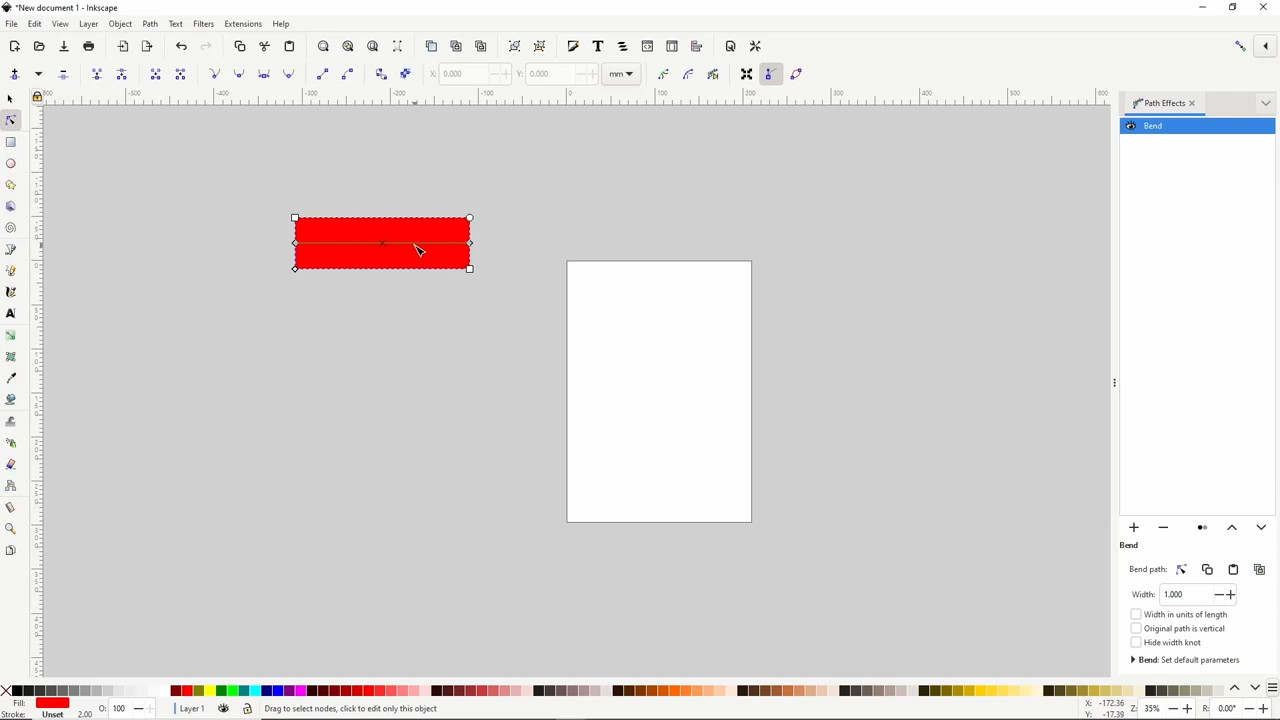 *New document 1 - Inkscape
File Edit View Layer Object Path Text Filters Extensions Help
X: 0.000 Y: 0.000 mm
-500 -400 -300 -200 -100 0 100 200 300 400 500 600
Path Effects
Bend
Bend
Bend path:
Width: 1.000
Width in units of length
Original path is vertical
Hide width knot
Bend: Set default parameters
Fill:
Stroke: Unset 2.00
O: 100
Layer 1
Drag to select nodes, click to edit only this object
X: -172.36
Y: -17.39
Z: 35%
R: 0.00°